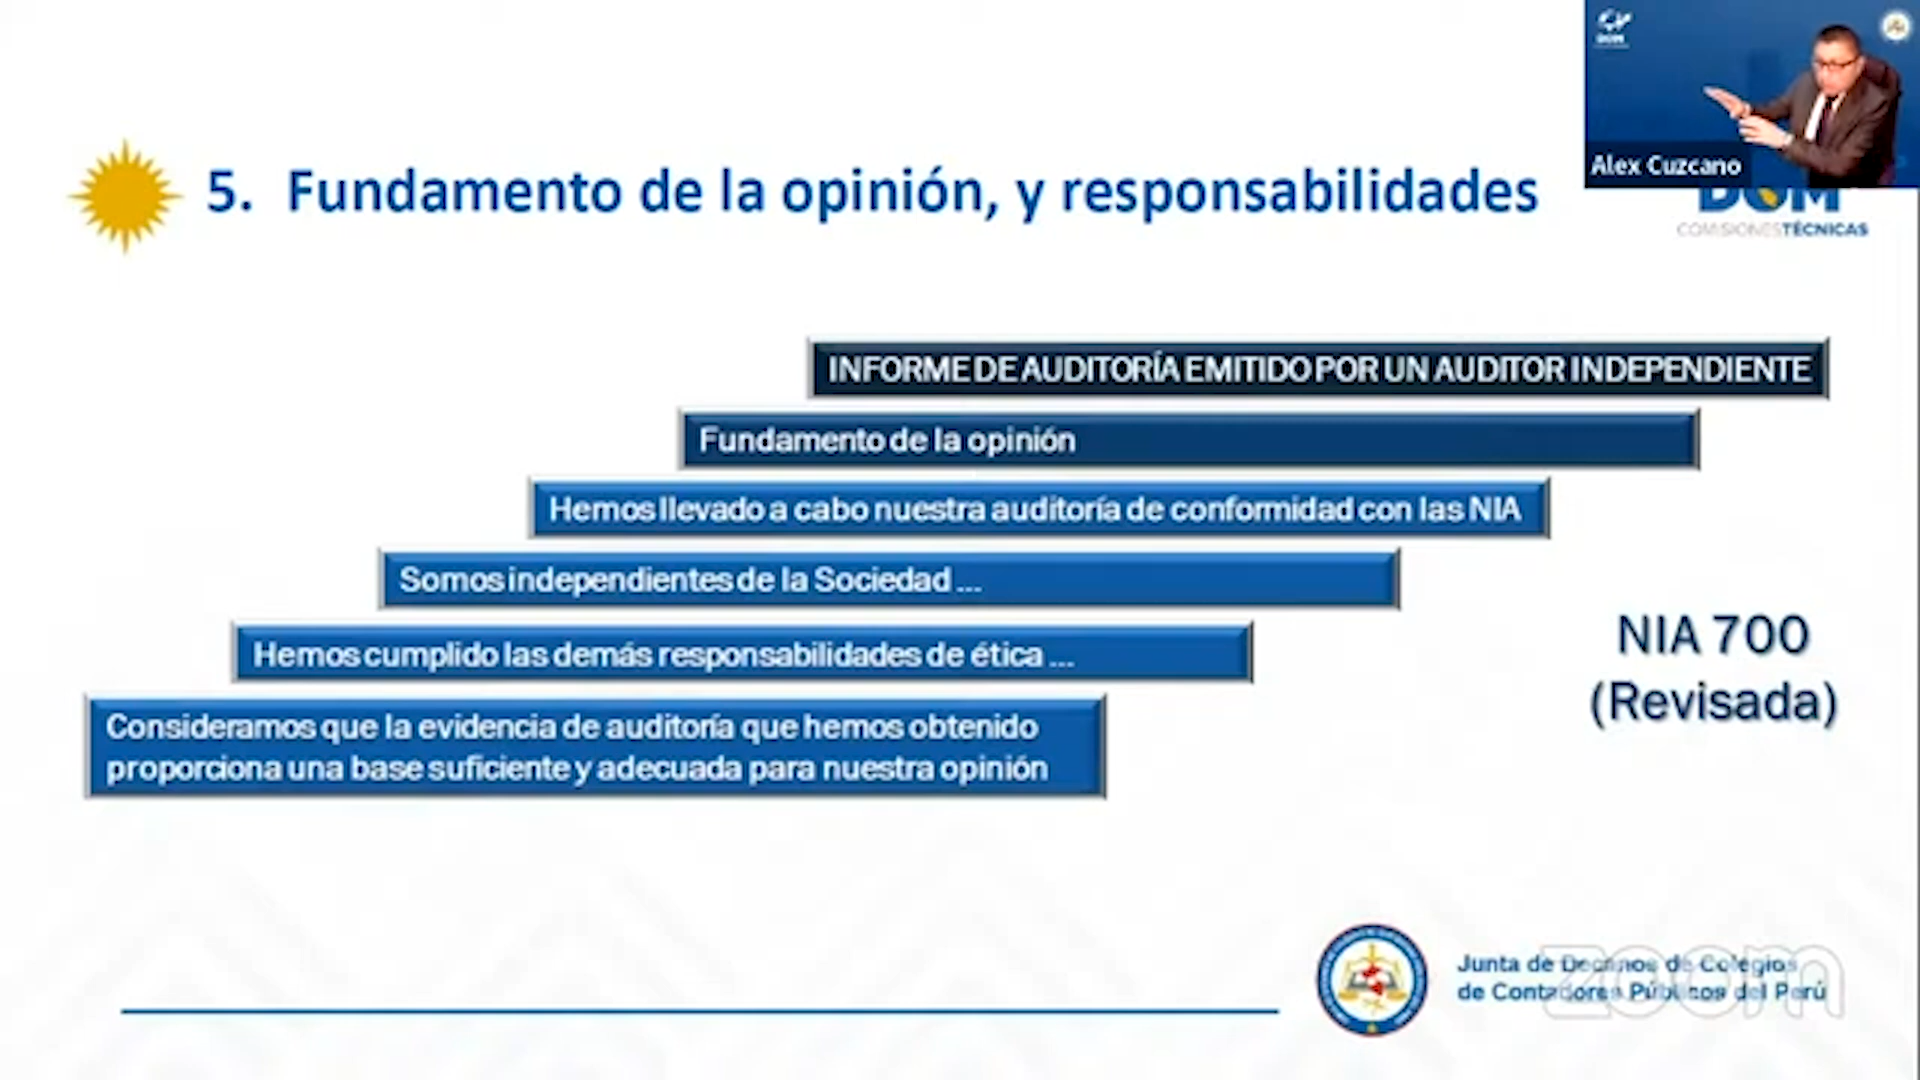 Alex Cuzcano
5. Fundamento de la opinión, y responsabilidades
COMISIONESTÉCNICAS
INFORME DE AUDITORÍA EMITIDO POR UN AUDITOR INDEPENDIENTE
Fundamento de la opinión
Hemos llevado a cabo nuestra auditoría de conformidad con las NIA
Somos independientes de la Sociedad ...
Hemos cumplido las demás responsabilidades de ética ...
Consideramos que la evidencia de auditoría que hemos obtenido
proporciona una base suficiente y adecuada para nuestra opinión
NIA 700
(Revisada)
Junta de Decanos de Colegios
de Contadores Públicos del Perú
zoom